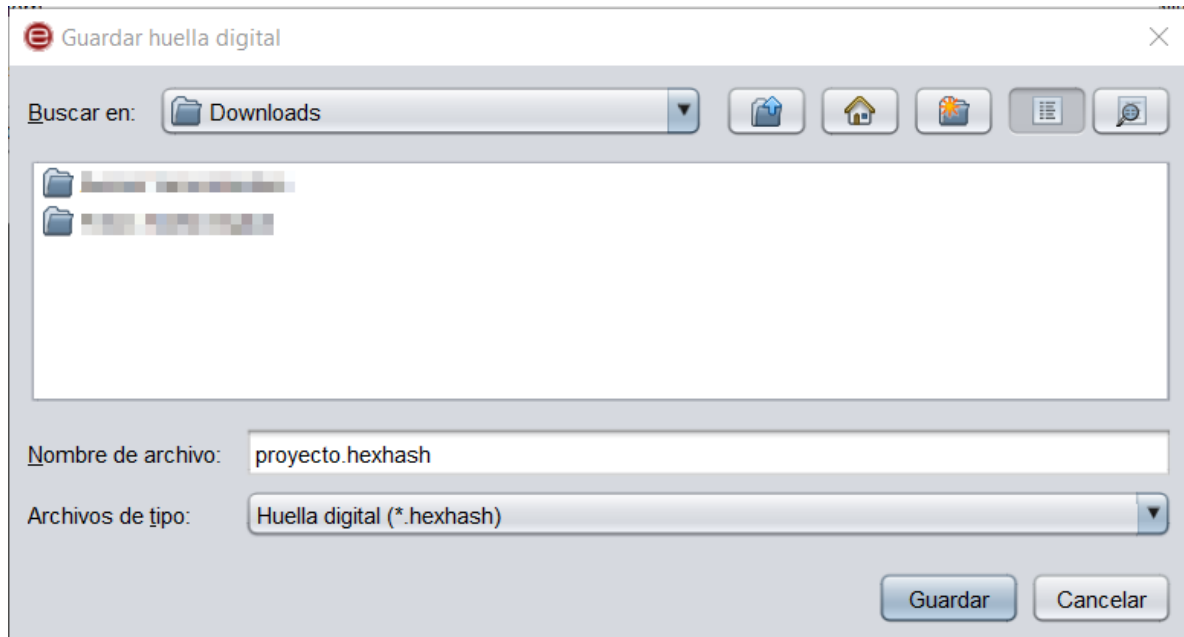 Guardar huella digital
Buscar en: Downloads
Nombre de archivo: proyecto.hexhash
Archivos de tipo: Huella digital (*.hexhash)
Guardar Cancelar